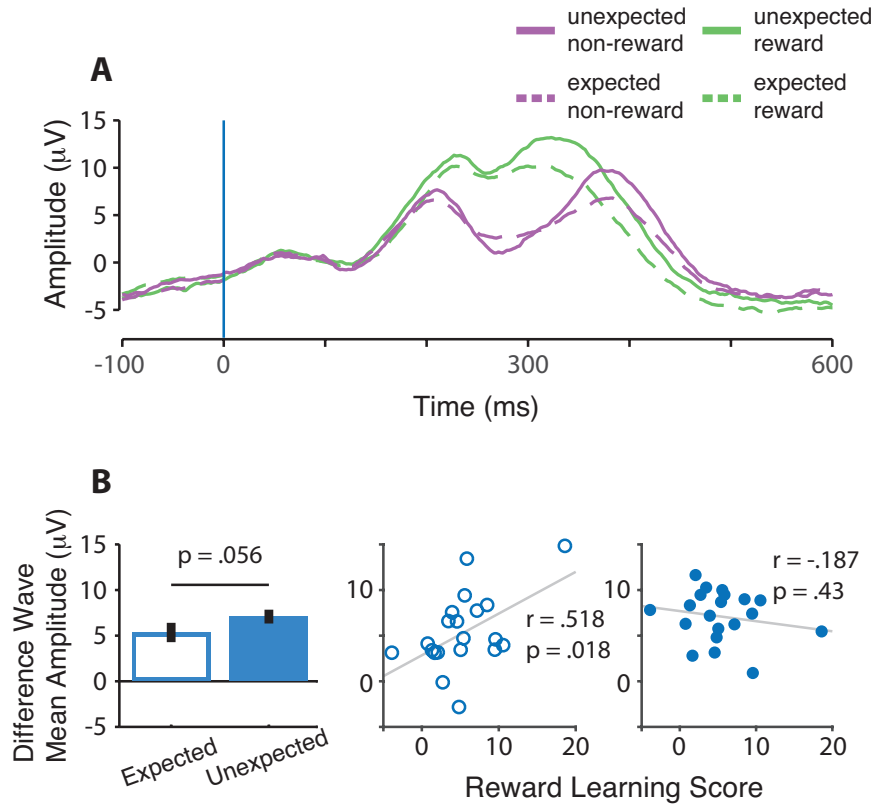 unexpected non-reward
unexpected reward
expected non-reward
expected reward
A
Amplitude (μV)
15
10
5
0
-5
-100 0 300 600
Time (ms)
B
Difference Wave
Mean Amplitude (μV)
15
10
5
0
-5
p = .056
Expected
Unexpected
10
0
r = .518
p = .018
0 10 20
10
0
r = -.187
p = .43
0 10 20
Reward Learning Score